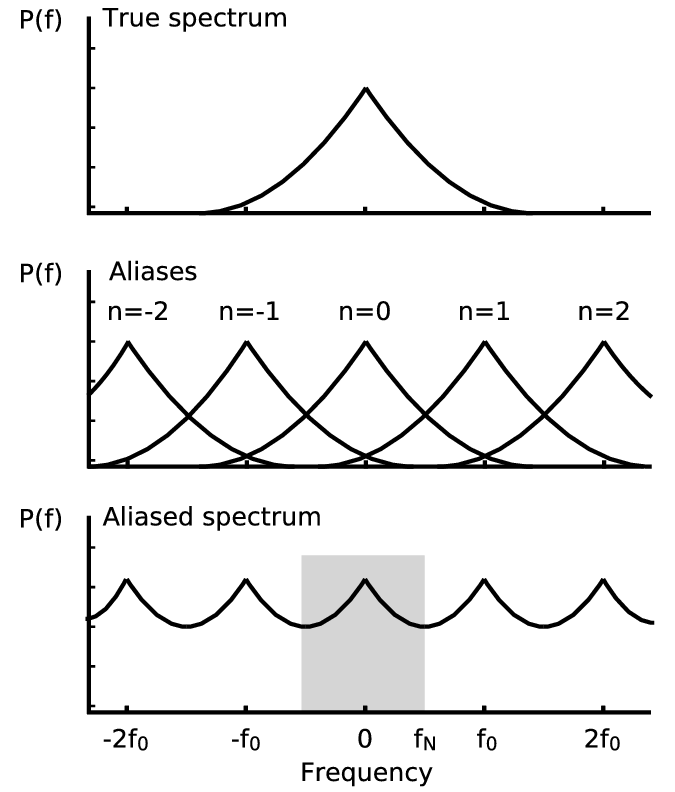 P(f) True spectrum
P(f) Aliases
n=-2 n=-1 n=0 n=1 n=2
P(f) Aliased spectrum
-2f₀ -f₀ 0 fN f₀ 2f₀
Frequency